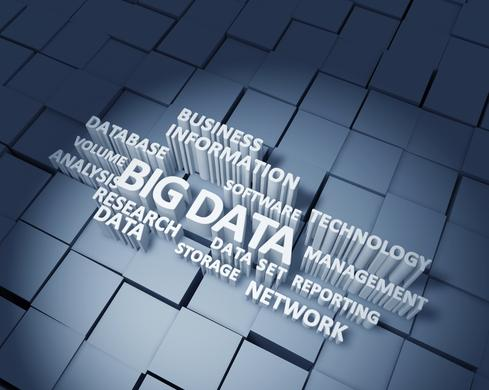 BUSINESS
DATABASE
INFORMATION
VOLUME
SOFTWARE
ANALYSIS
BIG DATA
TECHNOLOGY
RESEARCH
DATA SET
MANAGEMENT
DATA
STORAGE
REPORTING
NETWORK